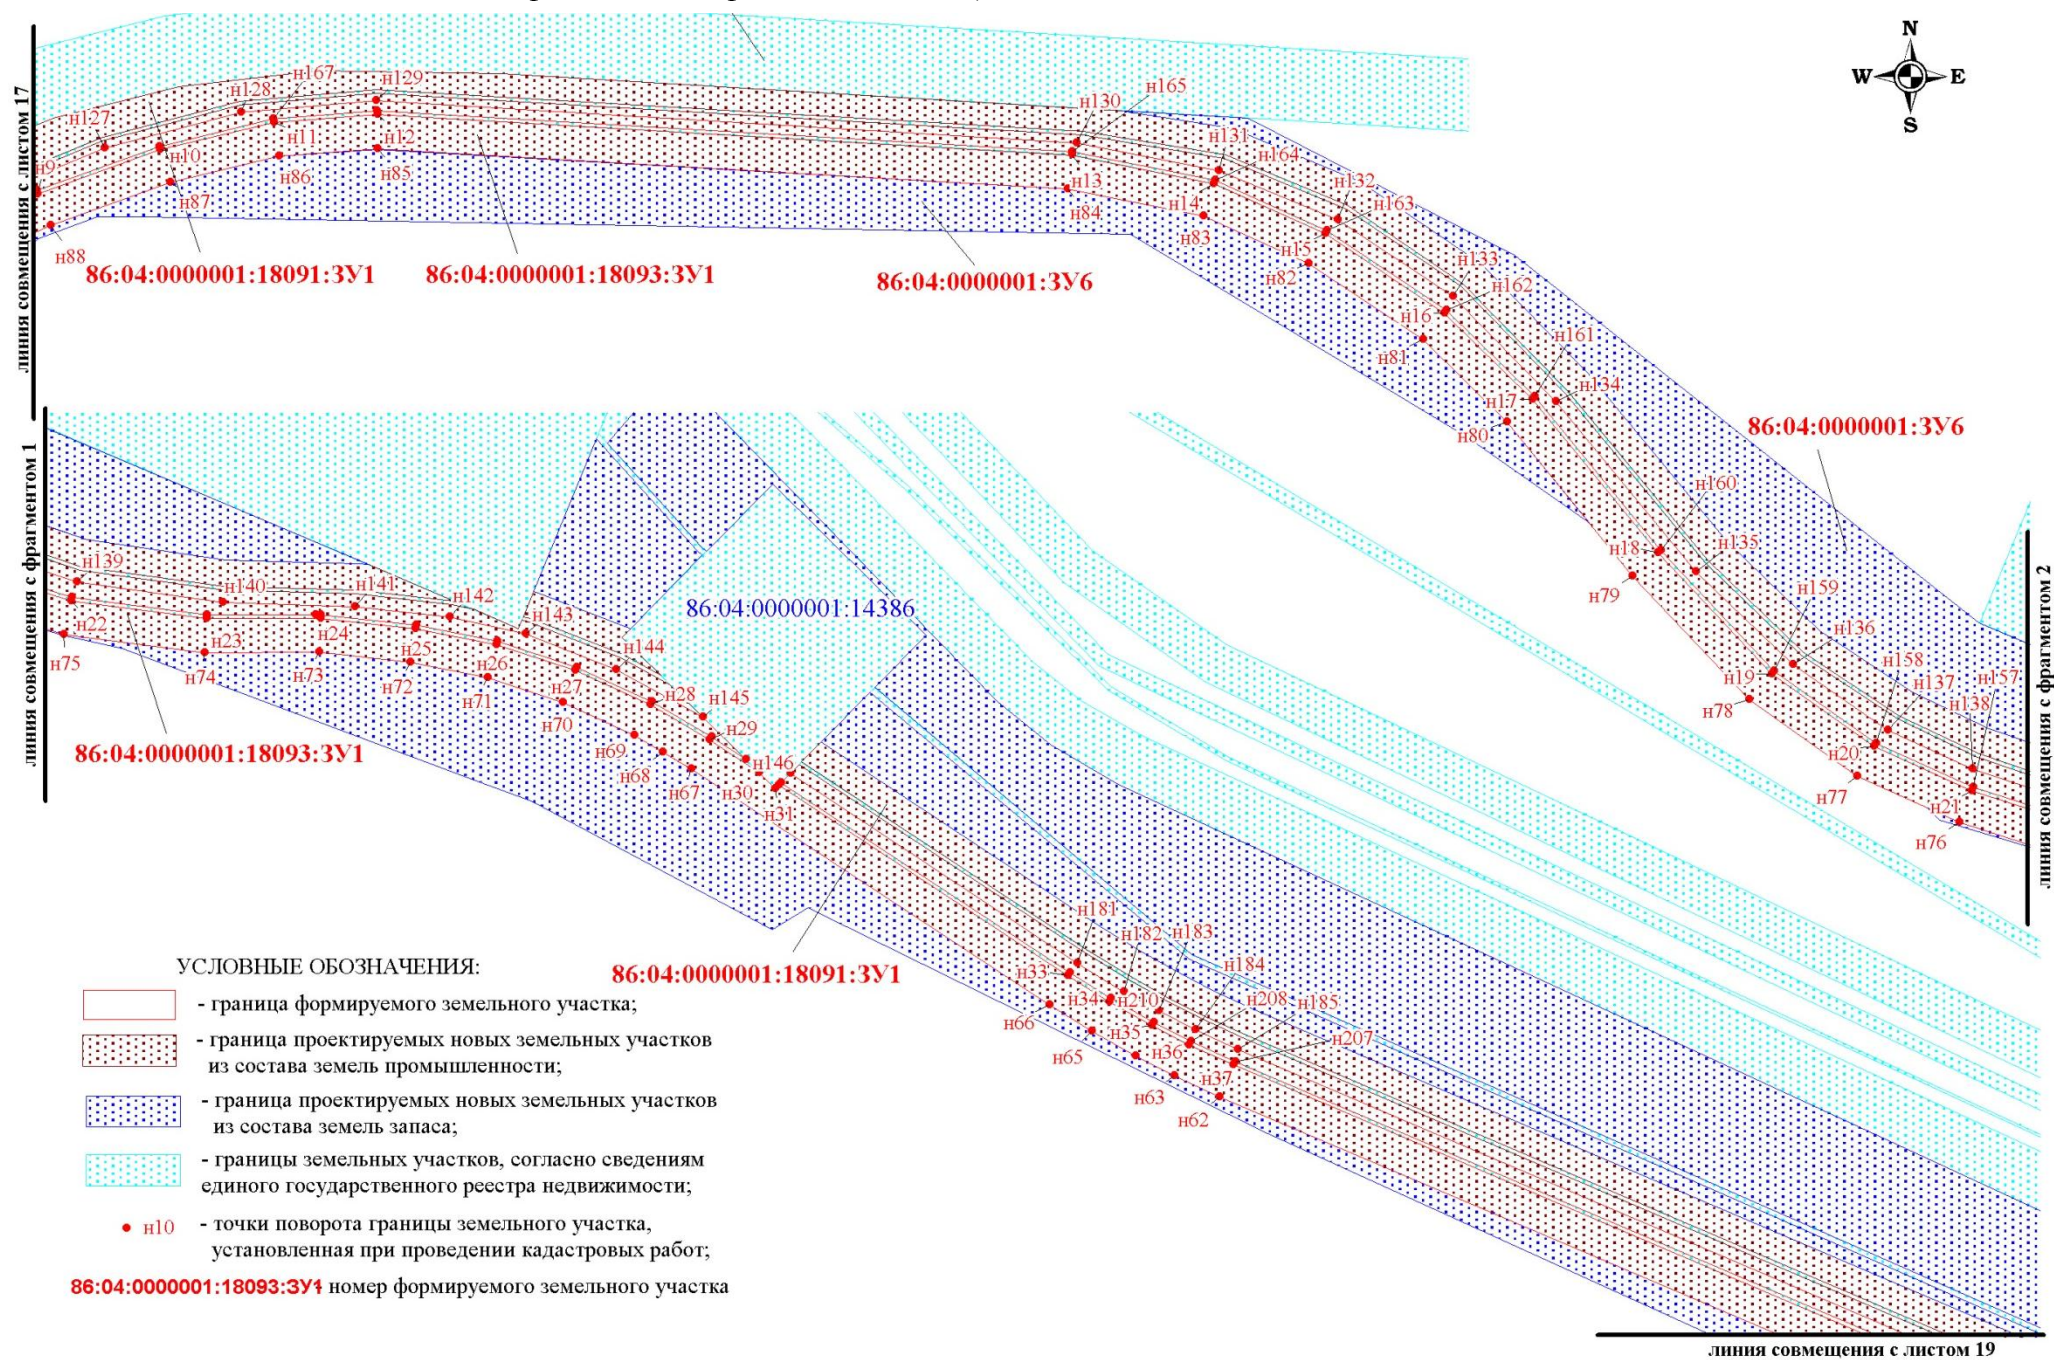 N
W
E
S
линия совмещения с листом 17
н9
н127
н10
н128
н167
н11
н129
н12
н85
н86
н87
н88
н130
н165
н13
н84
н131
н164
н14
н83
н132
н163
н15
н82
н133
н162
н16
н81
н161
н134
н17
н80
н160
н135
н18
н79
н159
н136
н19
н78
н158
н137
н157
н138
н20
н77
н21
н76
86:04:0000001:18091:ЗУ1
86:04:0000001:18093:ЗУ1
86:04:0000001:ЗУ6
86:04:0000001:ЗУ6
линия совмещения с фрагментом 2
линия совмещения с фрагментом 1
н139
н22
н75
н140
н23
н74
н141
н24
н73
н142
н25
н72
н143
н26
н71
н144
н27
н70
н28
н69
н145
н29
н68
н67
н146
н30
н31
86:04:0000001:14386
86:04:0000001:18093:ЗУ1
86:04:0000001:18091:ЗУ1
н181
н182
н183
н184
н33
н34
н210
н208
н185
н207
н35
н36
н37
н66
н65
н63
н62
УСЛОВНЫЕ ОБОЗНАЧЕНИЯ:
- граница формируемого земельного участка;
- граница проектируемых новых земельных участков
из состава земель промышленности;
- граница проектируемых новых земельных участков
из состава земель запаса;
- границы земельных участков, согласно сведениям
единого государственного реестра недвижимости;
н10 - точки поворота границы земельного участка,
установленная при проведении кадастровых работ;
86:04:0000001:18093:ЗУ1 - номер формируемого земельного участка
линия совмещения с листом 19